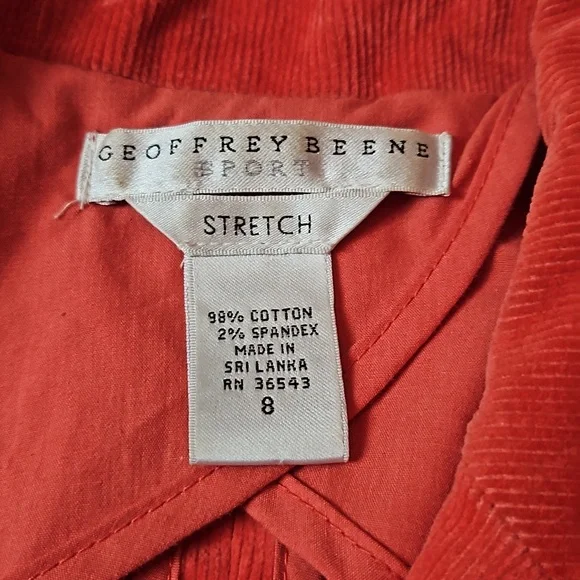 GEOFFREY BEENE
SPORT
STRETCH
98% COTTON
2% SPANDEX
MADE IN
SRI LANKA
RN 36543
8